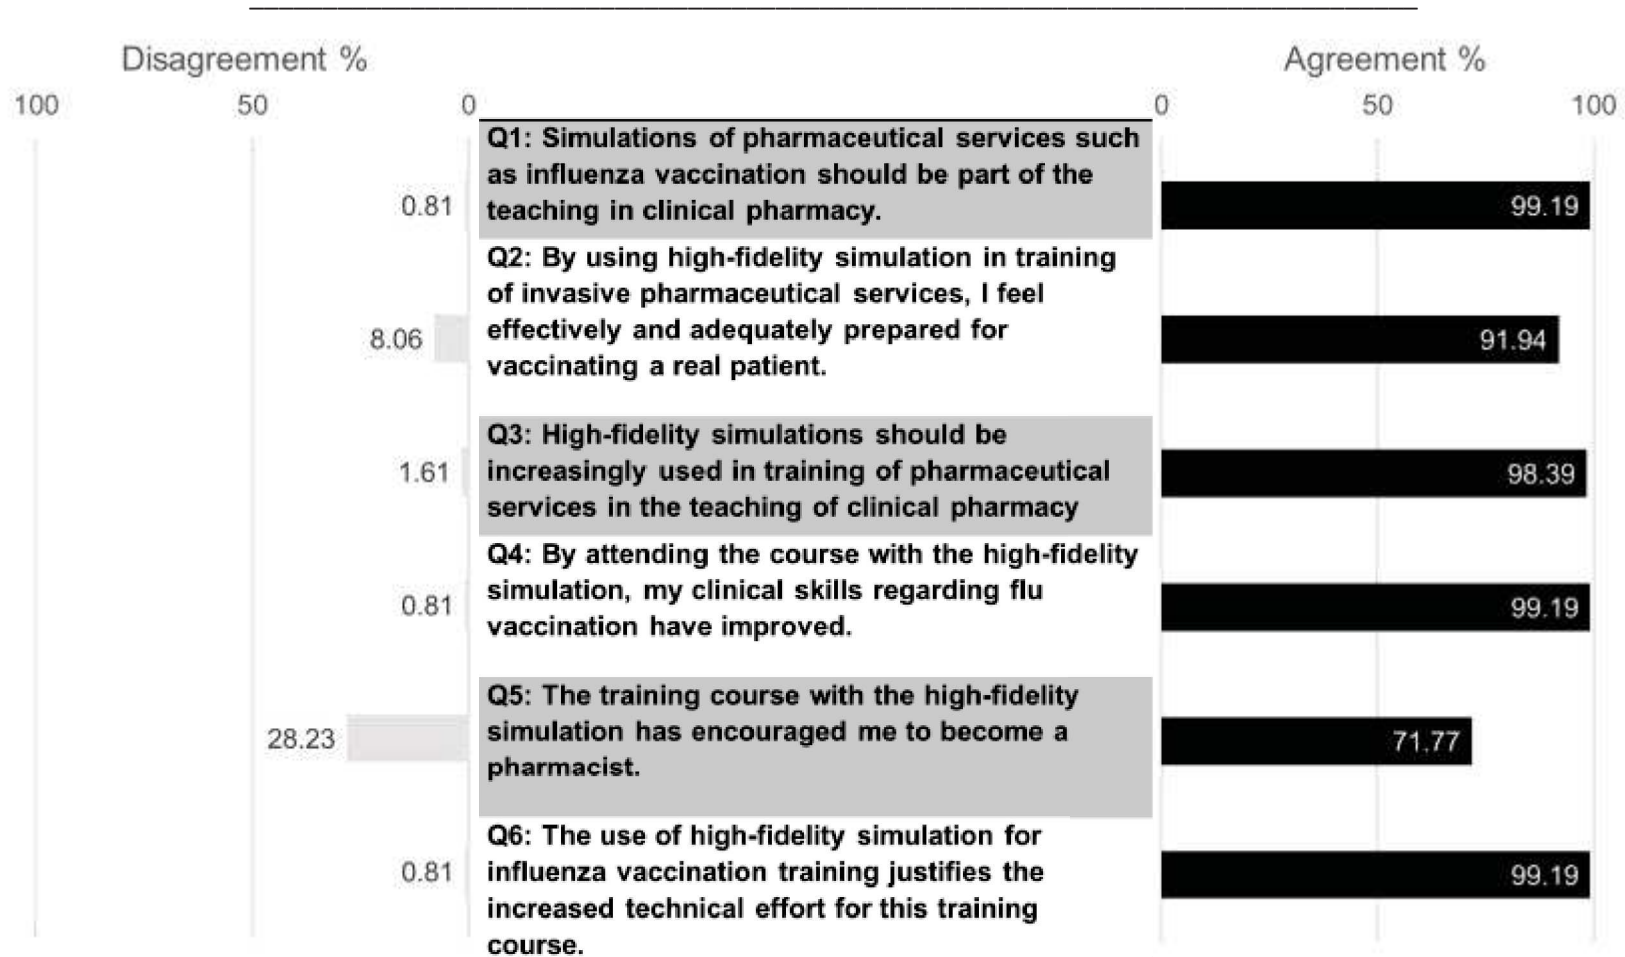 Disagreement %
Agreement %
100 50 0
0 50 100
Q1: Simulations of pharmaceutical services such
as influenza vaccination should be part of the
teaching in clinical pharmacy.
0.81
99.19
Q2: By using high-fidelity simulation in training
of invasive pharmaceutical services, I feel
effectively and adequately prepared for
vaccinating a real patient.
8.06
91.94
Q3: High-fidelity simulations should be
increasingly used in training of pharmaceutical
services in the teaching of clinical pharmacy
1.61
98.39
Q4: By attending the course with the high-fidelity
simulation, my clinical skills regarding flu
vaccination have improved.
0.81
99.19
Q5: The training course with the high-fidelity
simulation has encouraged me to become a
pharmacist.
28.23
71.77
Q6: The use of high-fidelity simulation for
influenza vaccination training justifies the
increased technical effort for this training
course.
0.81
99.19